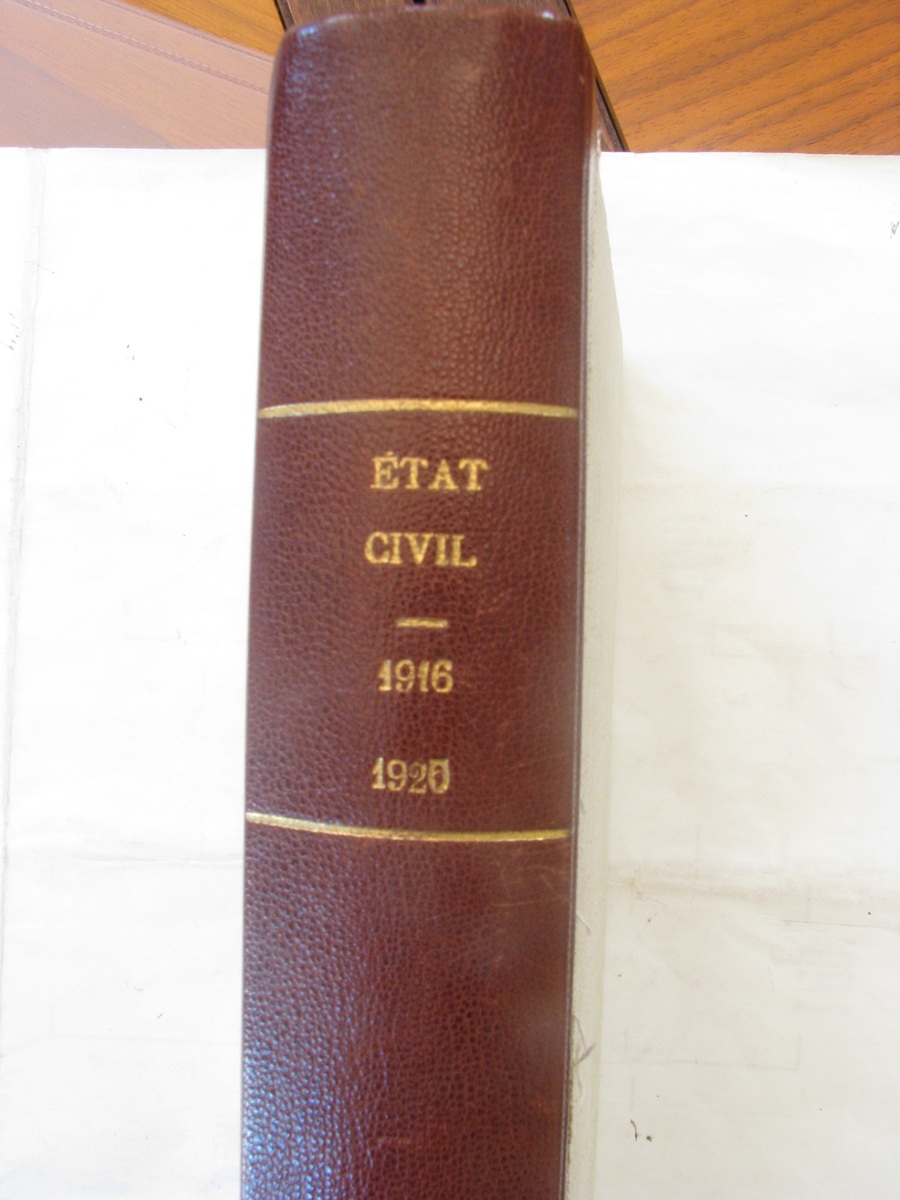 ÉTAT
CIVIL
—
1916
1920